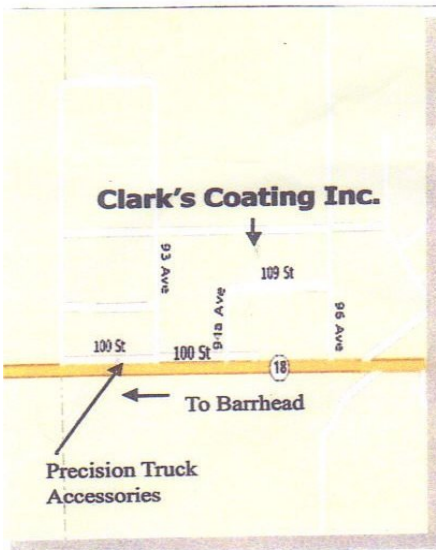 Clark's Coating Inc.
93 Ave
109 St
94a Ave
96 Ave
100 St
100 St
18
To Barrhead
Precision Truck
Accessories